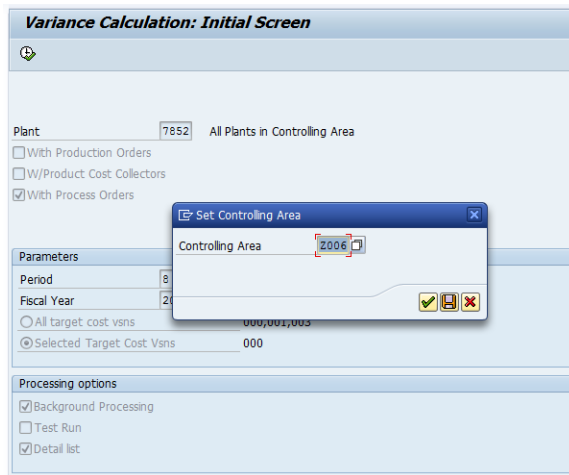 Variance Calculation: Initial Screen
Plant 7852 All Plants in Controlling Area
With Production Orders
W/Product Cost Collectors
With Process Orders
Set Controlling Area
Controlling Area Z006
Parameters
Period 8
Fiscal Year 20
All target cost vsns 000,001,003
Selected Target Cost Vsns 000
Processing options
Background Processing
Test Run
Detail list